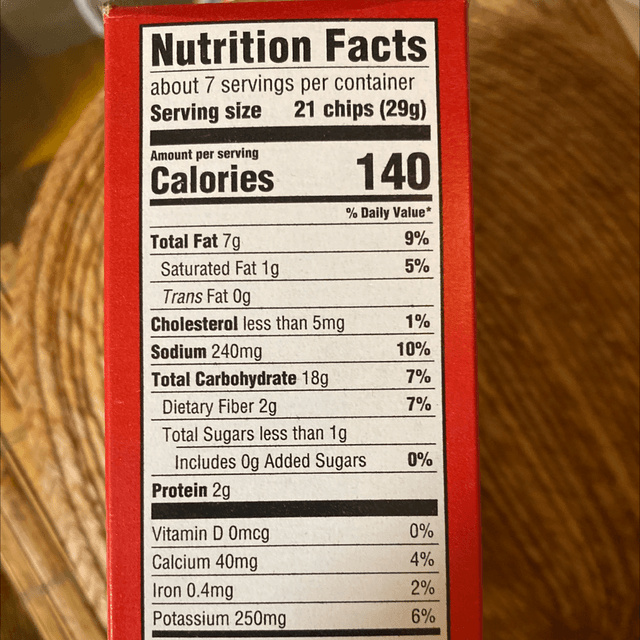 Nutrition Facts
about 7 servings per container
Serving size 21 chips (29g)
Amount per serving
Calories 140
% Daily Value*
Total Fat 7g 9%
Saturated Fat 1g 5%
Trans Fat 0g
Cholesterol less than 5mg 1%
Sodium 240mg 10%
Total Carbohydrate 18g 7%
Dietary Fiber 2g 7%
Total Sugars less than 1g
Includes 0g Added Sugars 0%
Protein 2g
Vitamin D 0mcg 0%
Calcium 40mg 4%
Iron 0.4mg 2%
Potassium 250mg 6%